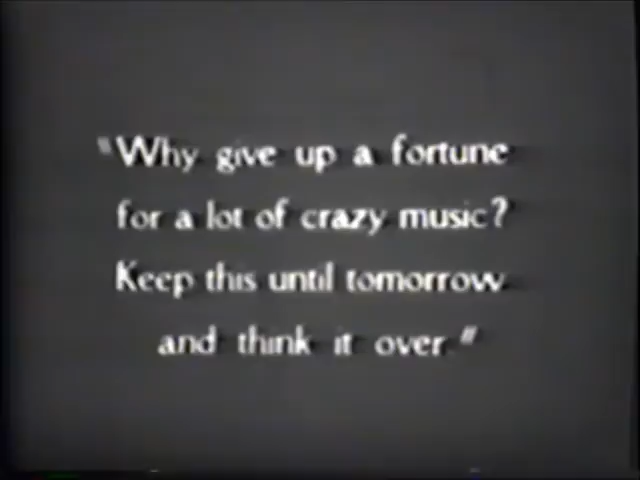 "Why give up a fortune
for a lot of crazy music?
Keep this until tomorrow
and think it over"